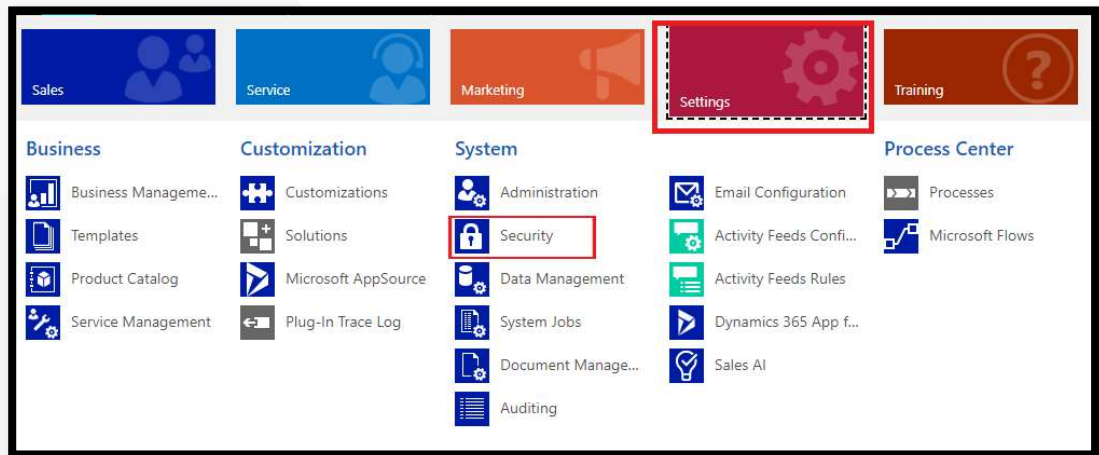 Sales
Service
Marketing
Settings
Training
Business
Business Manageme...
Templates
Product Catalog
Service Management
Customization
Customizations
Solutions
Microsoft AppSource
Plug-In Trace Log
System
Administration
Security
Data Management
System Jobs
Document Manage...
Auditing
Email Configuration
Activity Feeds Confi...
Activity Feeds Rules
Dynamics 365 App f...
Sales AI
Process Center
Processes
Microsoft Flows